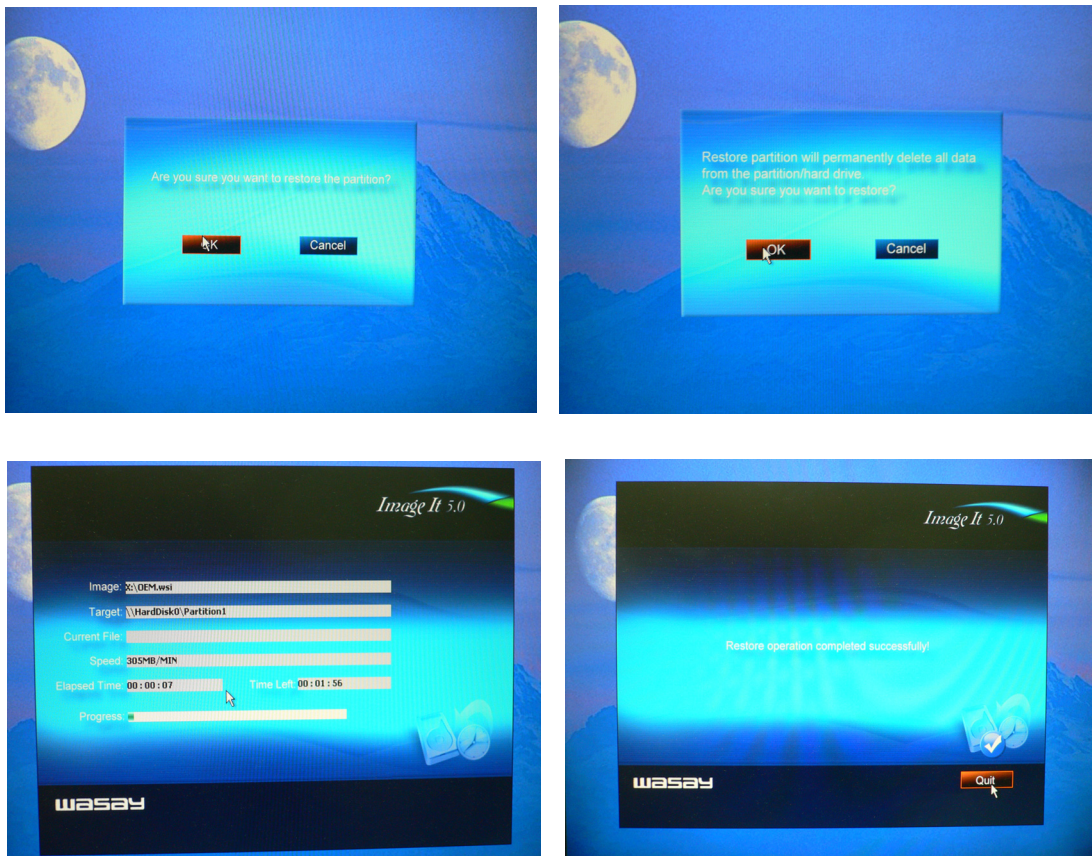 Are you sure you want to restore the partition?
OK
Cancel
Restore partition will permanently delete all data
from the partition/hard drive.
Are you sure you want to restore?
OK
Cancel
Image It 5.0
Image: X:\OEM.wsi
Target: \\HardDisk0\Partition1
Current File:
Speed: 305MB/MIN
Elapsed Time: 00:00:07 Time Left: 00:01:56
Progress:
wasay
Image It 5.0
Restore operation completed successfully!
wasay
Quit